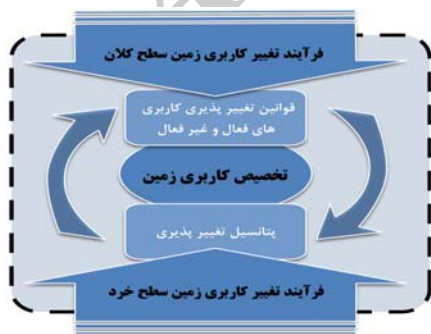 فرآیند تغییر کاربری زمین سطح کلان
قوانین تغییر پذیری کاربری
های فعال و غیر فعال
تخصیص کاربری زمین
پتانسیل تغییر پذیری
فرآیند تغییر کاربری زمین سطح خرد